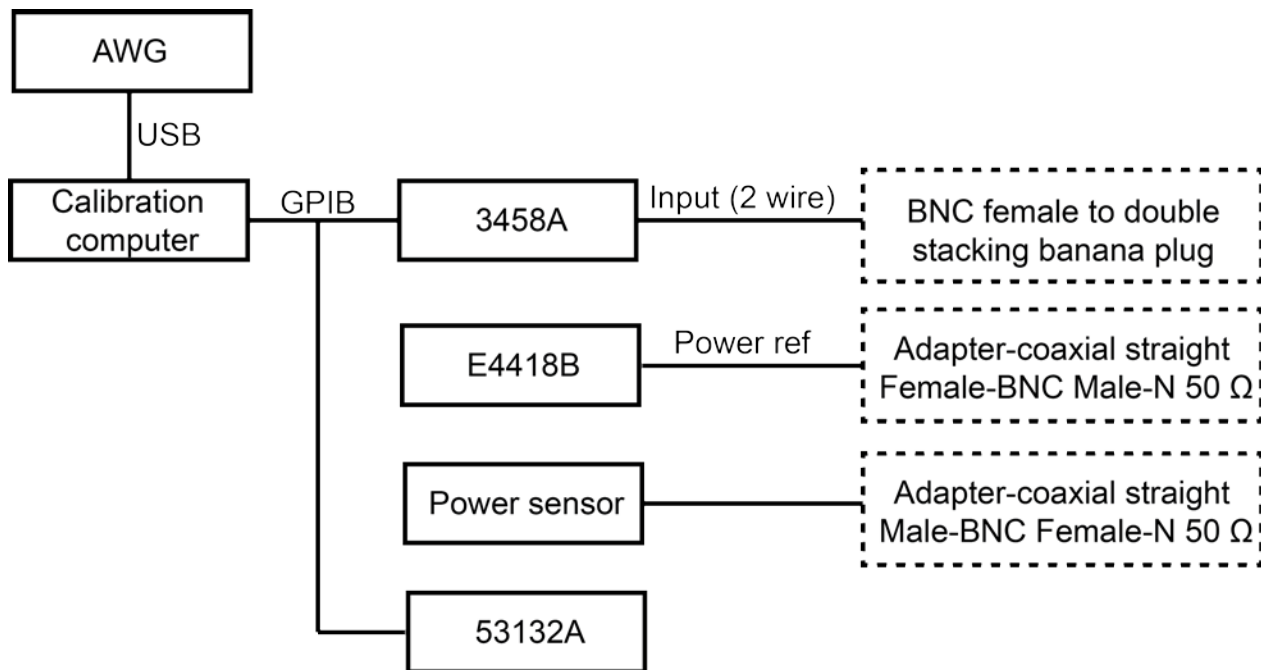 AWG
USB
Calibration
computer
GPIB
3458A
Input (2 wire)
BNC female to double
stacking banana plug
E4418B
Power ref
Adapter-coaxial straight
Female-BNC Male-N 50 Ω
Power sensor
Adapter-coaxial straight
Male-BNC Female-N 50 Ω
53132A